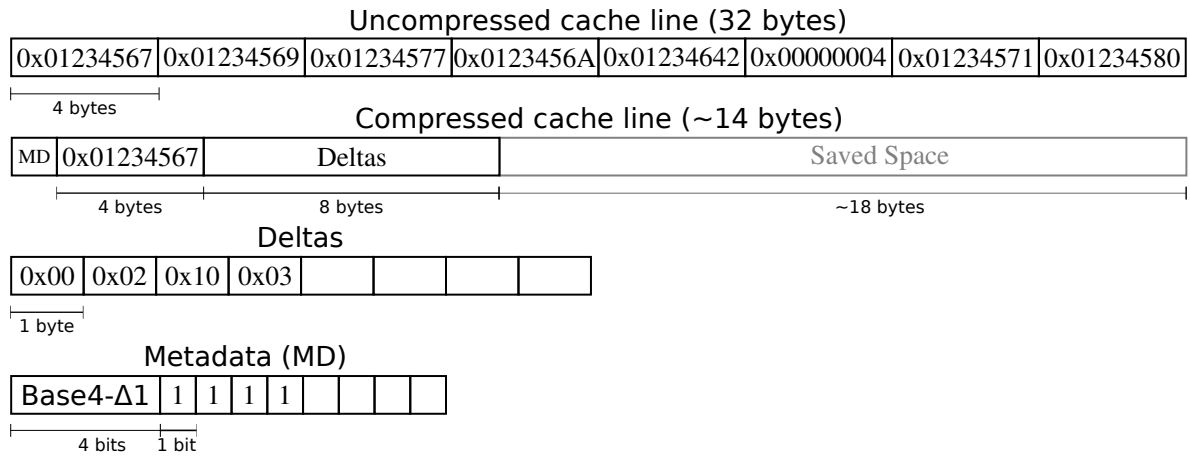 Uncompressed cache line (32 bytes)
0x01234567 0x01234569 0x01234577 0x0123456A 0x01234642 0x00000004 0x01234571 0x01234580
4 bytes
Compressed cache line (~14 bytes)
MD 0x01234567 Deltas Saved Space
4 bytes 8 bytes ~18 bytes
Deltas
0x00 0x02 0x10 0x03
1 byte
Metadata (MD)
Base4-Δ1 1 1 1 1
4 bits 1 bit